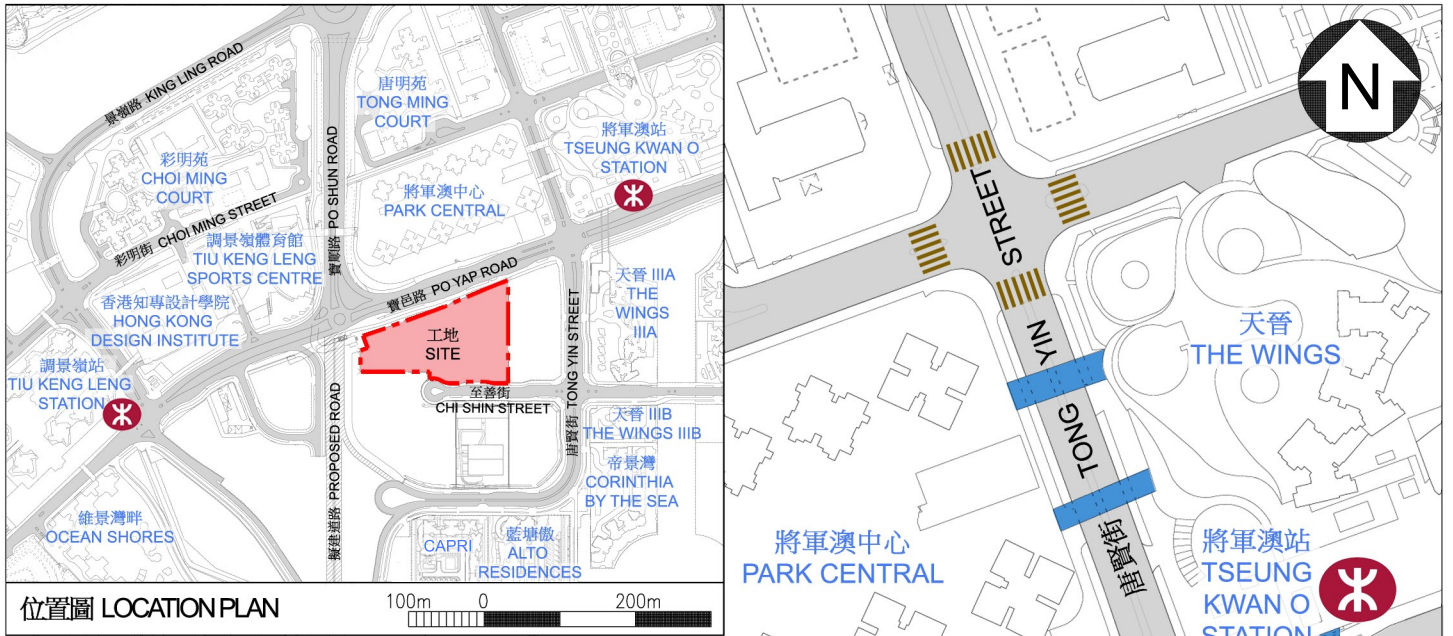 景嶺路 KING LING ROAD
唐明苑
TONG MING
COURT
將軍澳站
TSEUNG KWAN O
STATION
彩明苑
CHOI MING
COURT
寶順路 PO SHUN ROAD
將軍澳中心
PARK CENTRAL
彩明街 CHOI MING STREET
調景嶺體育館
TIU KENG LENG
SPORTS CENTRE
寶邑路 PO YAP ROAD
香港知專設計學院
HONG KONG
DESIGN INSTITUTE
天晉 IIIA
THE
WINGS
IIIA
工地
SITE
調景嶺站
TIU KENG LENG
STATION
至善街
CHI SHIN STREET
唐賢街 TONG YIN STREET
擬建道路 PROPOSED ROAD
天晉 IIIB
THE WINGS IIIB
帝景灣
CORINTHIA
BY THE SEA
維景灣畔
OCEAN SHORES
CAPRI
藍塘傲
ALTO
RESIDENCES
位置圖 LOCATION PLAN
100m 0 200m
N
唐賢街 TONG YIN STREET
天晉
THE WINGS
將軍澳中心
PARK CENTRAL
將軍澳站
TSEUNG
KWAN O
STATION